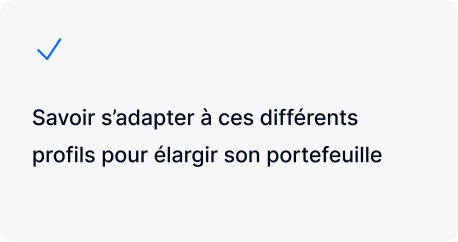 Savoir s’adapter à ces différents
profils pour élargir son portefeuille